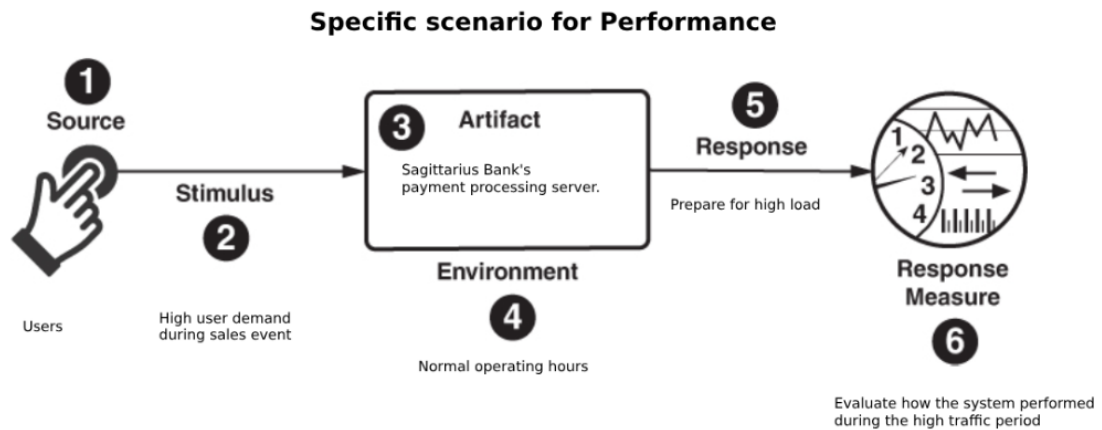 Specific scenario for Performance
1
Source
Users
Stimulus
2
High user demand
during sales event
3
Artifact
Sagittarius Bank's
payment processing server.
Environment
4
Normal operating hours
5
Response
Prepare for high load
1
2
3
4
Response
Measure
6
Evaluate how the system performed
during the high traffic period